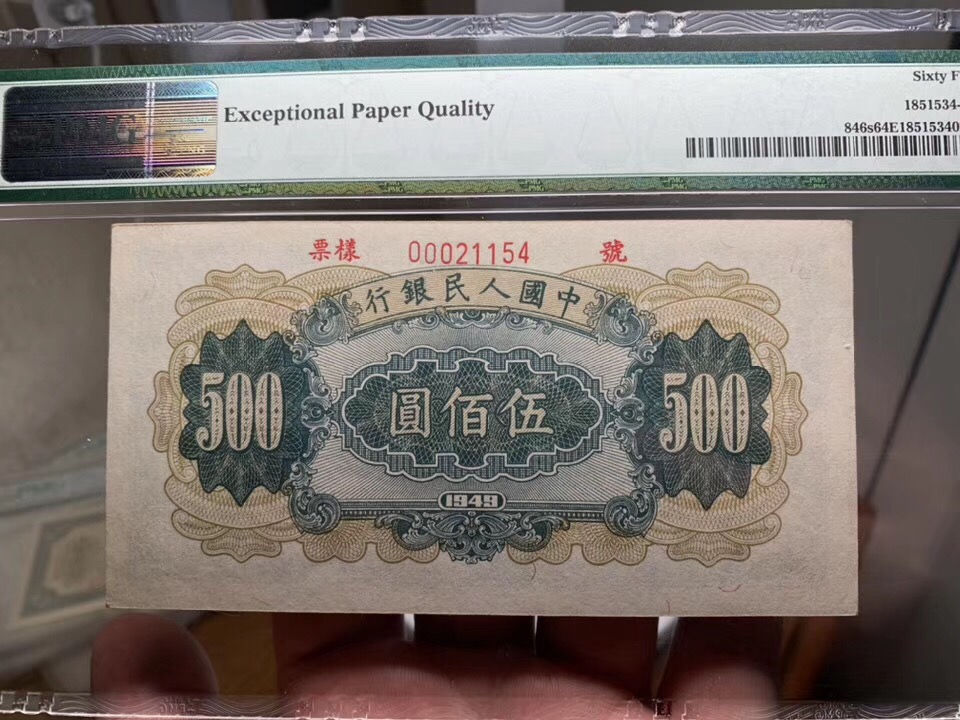 Exceptional Paper Quality
Sixty F
1851534-
846s64E18515340
票樣 00021154 號
行銀民人國中
500 圓佰伍 500
1949